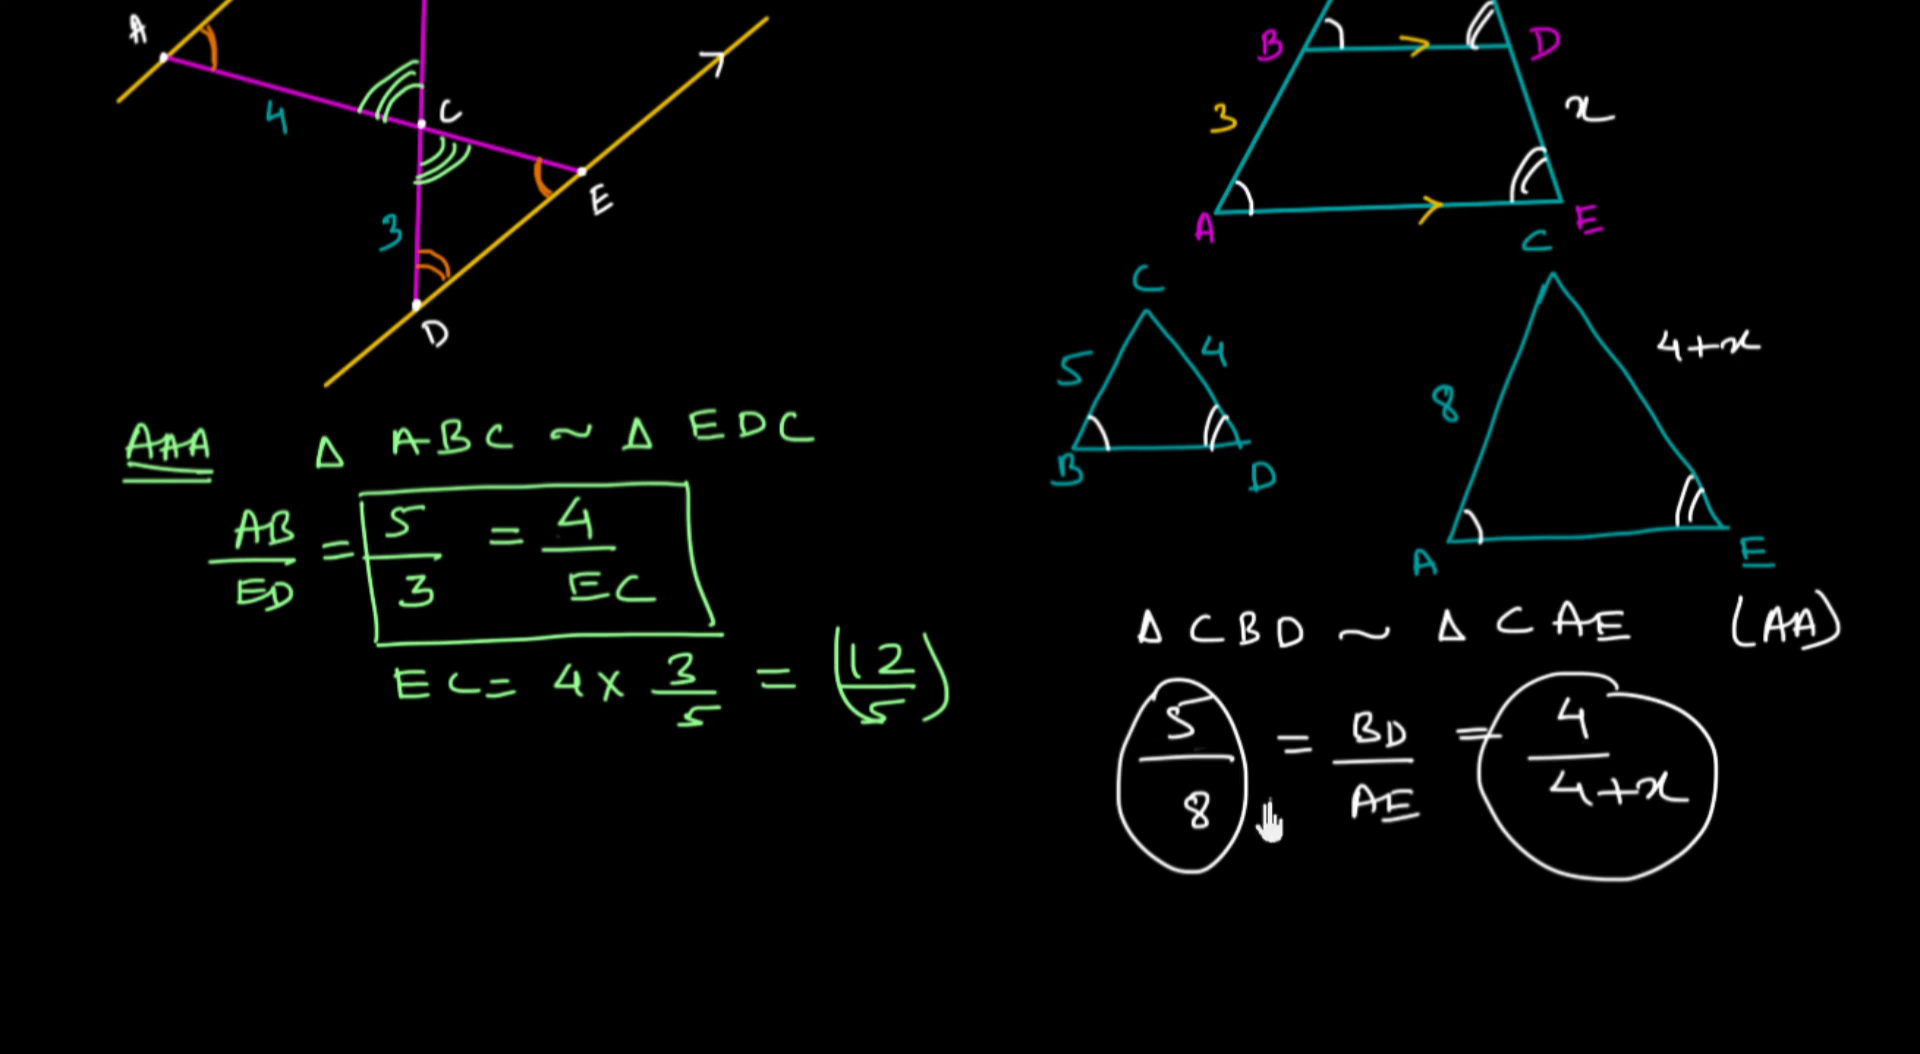 A
4
C
3
E
D
B
D
3
x
A
E
C
5
4
B
D
C
8
4+x
A
E
AAA Δ ABC ~ Δ EDC
AB/ED = 5/3 = 4/EC
EC = 4 x 3/5 = (12/5)
Δ CBD ~ Δ CAE (AA)
5/8 = BD/AE = 4/4+x